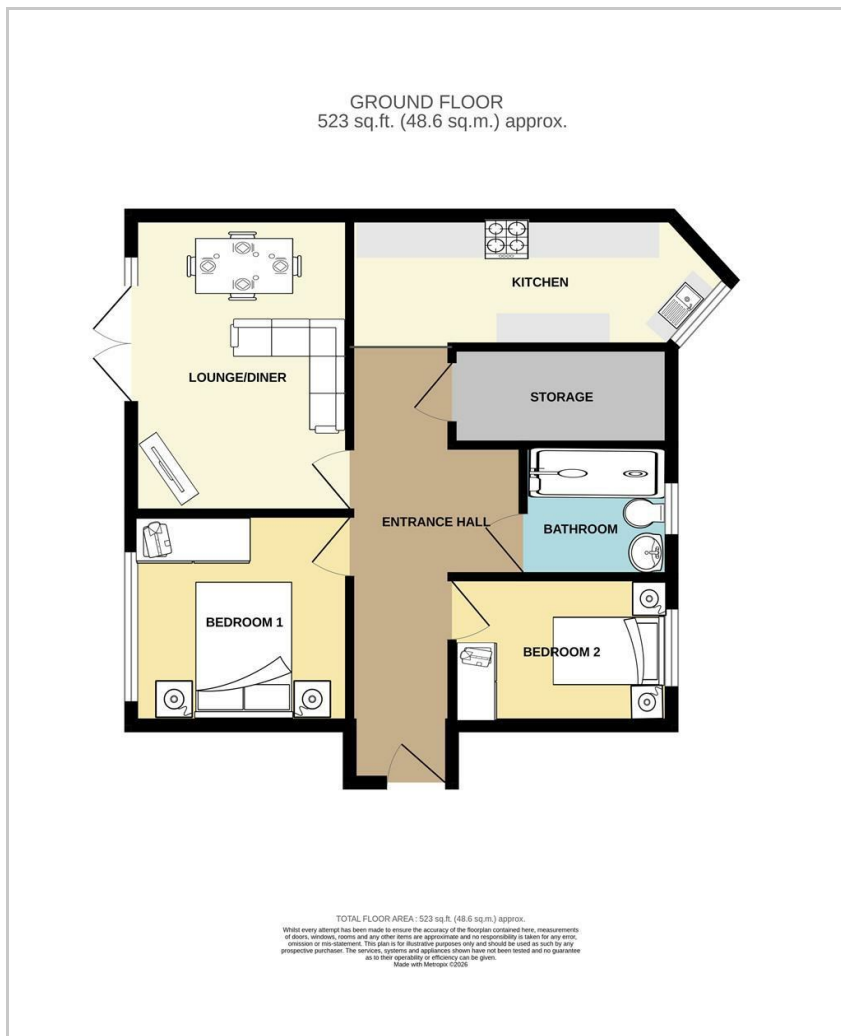 GROUND FLOOR
523 sq.ft. (48.6 sq.m.) approx.
KITCHEN
LOUNGE/DINER
STORAGE
ENTRANCE HALL
BATHROOM
BEDROOM 1
BEDROOM 2
TOTAL FLOOR AREA : 523 sq.ft. (48.6 sq.m.) approx.
Whilst every attempt has been made to ensure the accuracy of the floorplan contained here, measurements
of doors, windows, rooms and any other items are approximate and no responsibility is taken for any error,
omission or mis-statement. This plan is for illustrative purposes only and should be used as such by any
prospective purchaser. The services, systems and appliances shown have not been tested and no guarantee
as to their operability or efficiency can be given.
Made with Metropix ©2026